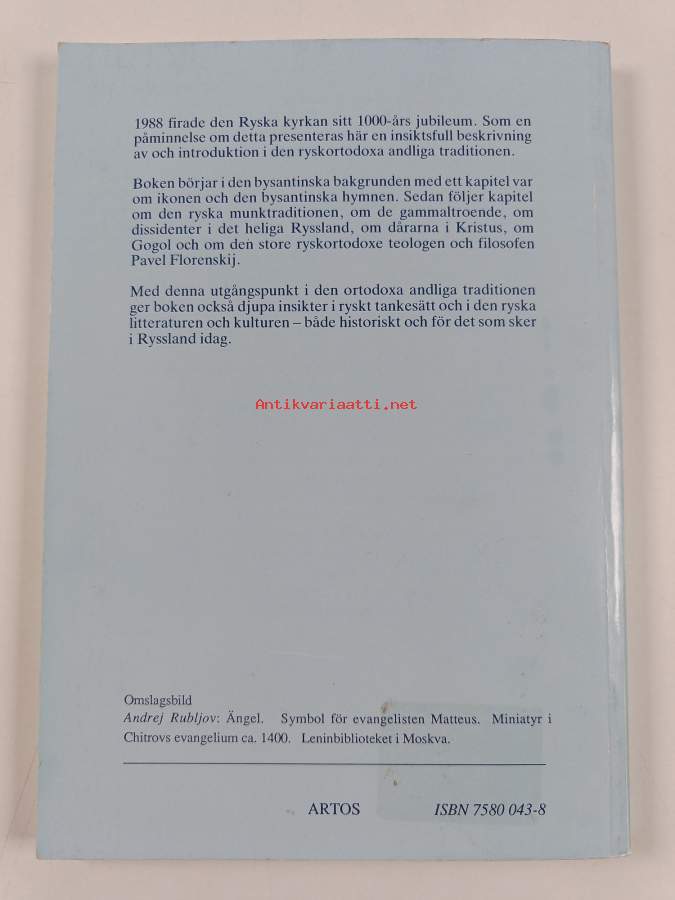 1988 firade den Ryska kyrkan sitt 1000-års jubileum. Som en
påminnelse om detta presenteras här en insiktsfull beskrivning
av och introduktion i den ryskortodoxa andliga traditionen.
Boken börjar i den bysantinska bakgrunden med ett kapitel var
om ikonen och den bysantinska hymnen. Sedan följer kapitel
om den ryska munktraditionen, om de gammaltroende, om
dissidenter i det heliga Ryssland, om dårarna i Kristus, om
Gogol och om den store ryskortodoxe teologen och filosofen
Pavel Florenskij.
Med denna utgångspunkt i den ortodoxa andliga traditionen
ger boken också djupa insikter i ryskt tankesätt och i den ryska
litteraturen och kulturen – både historiskt och för det som sker
i Ryssland idag.
Antikvariaatti.net
Omslagsbild
Andrej Rubljov: Ängel. Symbol för evangelisten Matteus. Miniatyr i
Chitrovs evangelium ca. 1400. Leninbiblioteket i Moskva.
ARTOS ISBN 7580 043-8